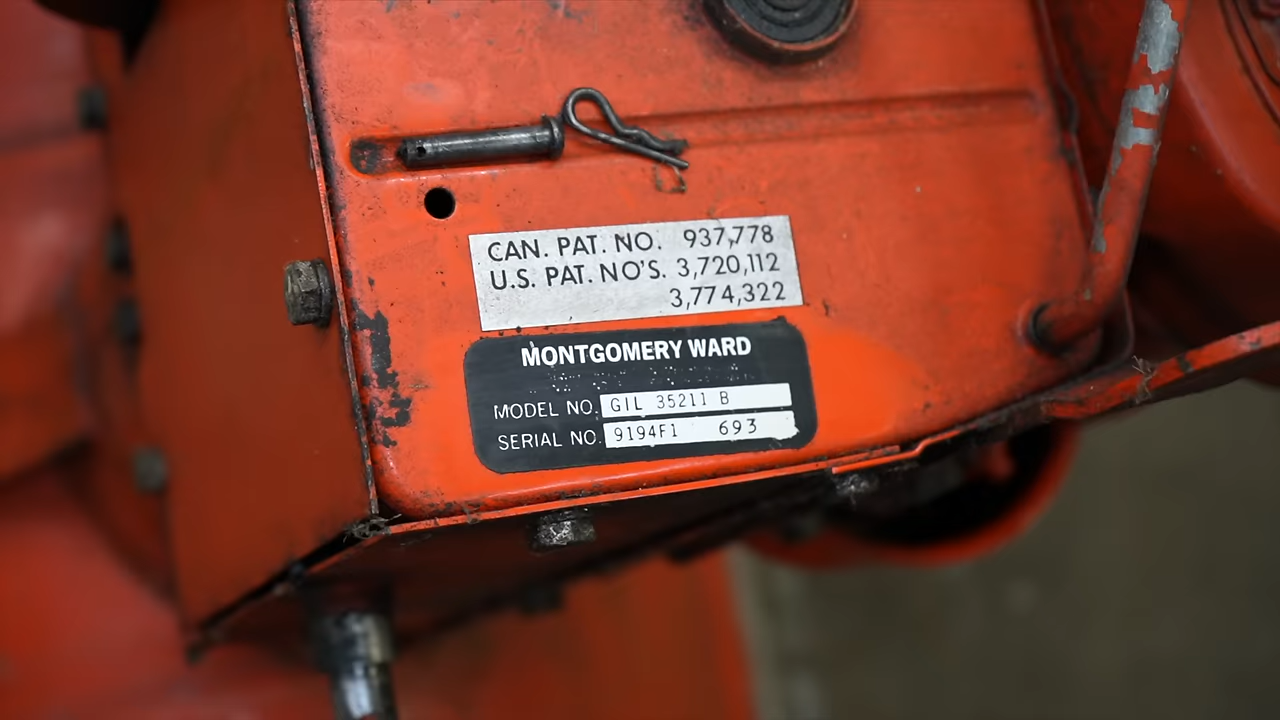 CAN. PAT. NO. 937,778
U.S. PAT. NO'S. 3,720,112
3,774,322
MONTGOMERY WARD
MODEL NO. GIL 35211 B
SERIAL NO. 9194F1 693